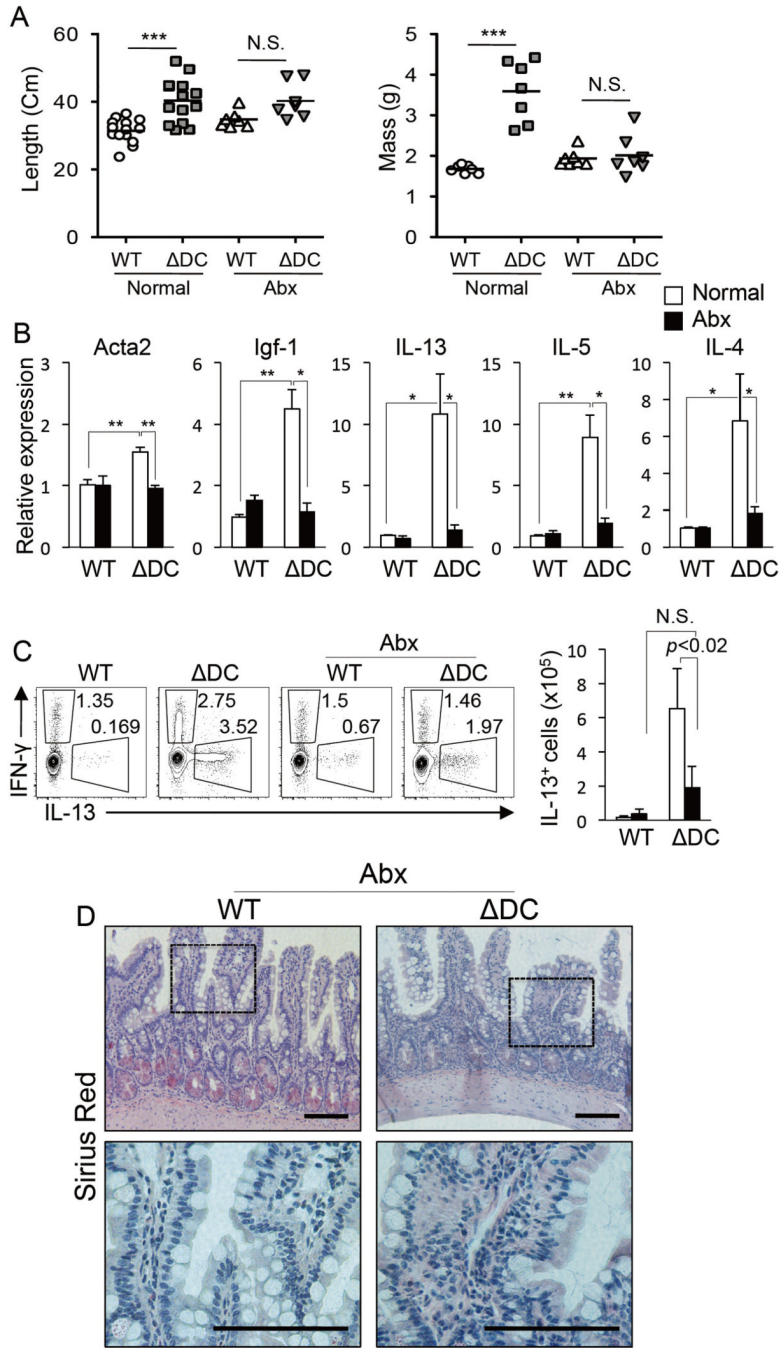 A
Length (Cm)
60
40
20
0
***
N.S.
WT
ΔDC
WT
ΔDC
Normal
Abx
Mass (g)
5
4
3
2
1
0
***
N.S.
WT
ΔDC
WT
ΔDC
Normal
Abx
Normal
Abx
B
Relative expression
Acta2
3
2
1
0
** **
WT ΔDC
Igf-1
6
4
2
0
** *
WT ΔDC
IL-13
15
10
5
0
* *
WT ΔDC
IL-5
15
10
5
0
** *
WT ΔDC
IL-4
10
8
6
4
2
0
* *
WT ΔDC
C
Abx
WT ΔDC WT ΔDC
1.35 2.75 1.5 1.46
0.169 3.52 0.67 1.97
IFN-γ
IL-13
N.S.
p<0.02
IL-13+ cells (x10⁵)
10
8
6
4
2
0
WT ΔDC
Abx
D
WT ΔDC
Sirius Red